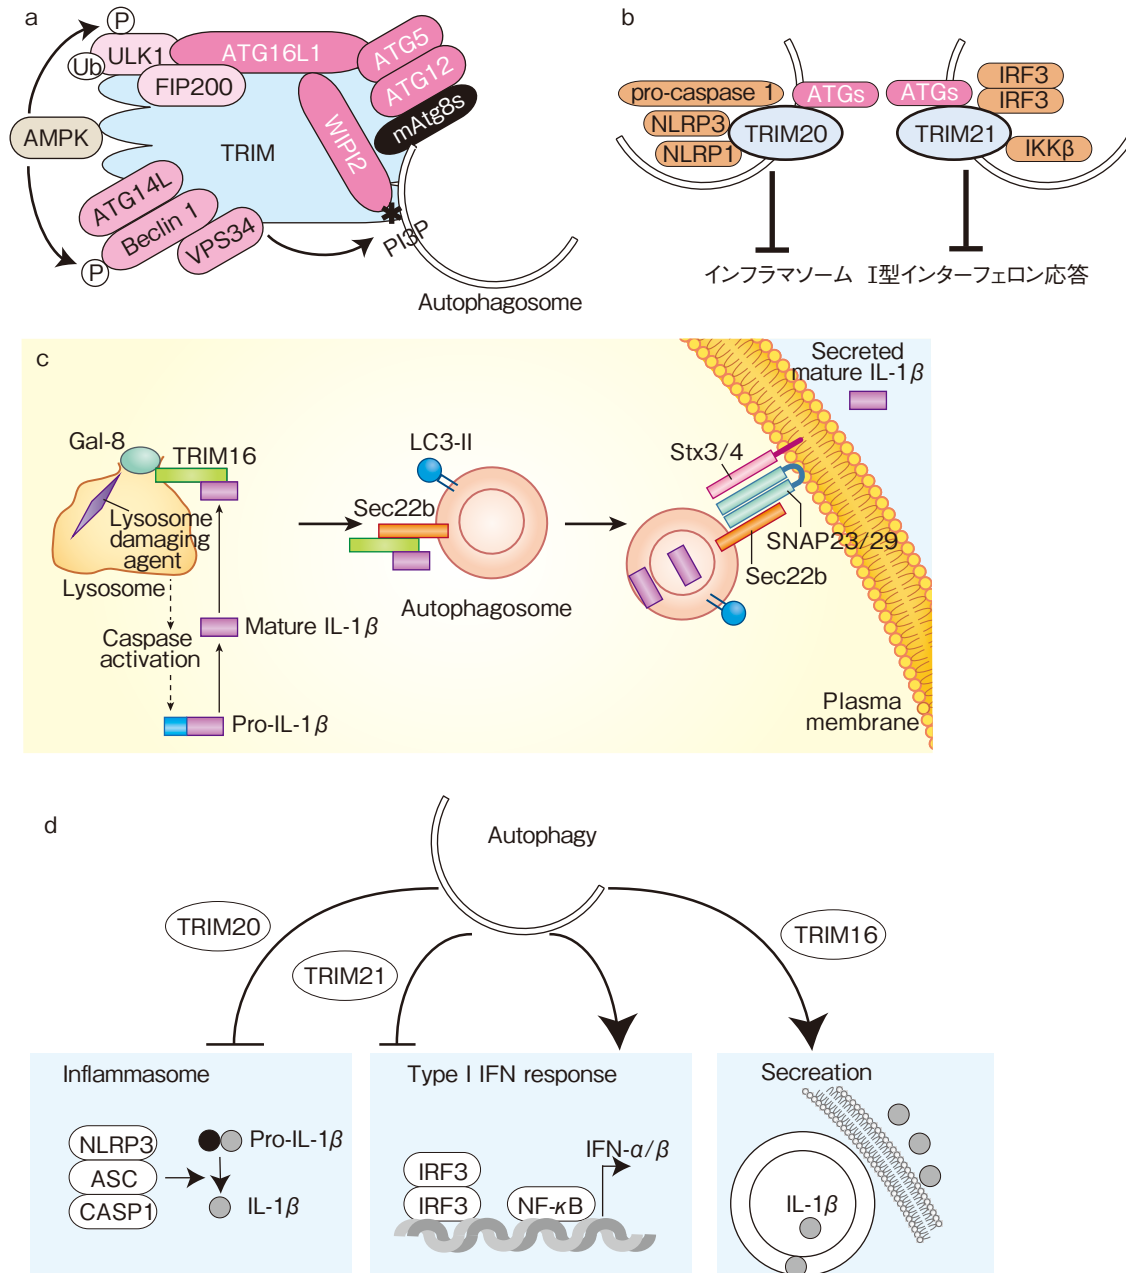 a
P
ULK1
Ub
ATG16L1
ATG5
ATG12
FIP200
mAtg8s
AMPK
TRIM
WIPI2
ATG14L
Beclin 1
VPS34
P
PI3P
Autophagosome
b
pro-caspase 1
ATGs
ATGs
IRF3
IRF3
NLRP3
TRIM20
TRIM21
NLRP1
IKKβ
インフラマソーム
I型インターフェロン応答
c
Secreted
mature IL-1β
Gal-8
TRIM16
LC3-II
Stx3/4
Lysosome
damaging
agent
Sec22b
SNAP23/29
Sec22b
Lysosome
Autophagosome
Mature IL-1β
Caspase
activation
Pro-IL-1β
Plasma
membrane
d
Autophagy
TRIM20
TRIM16
TRIM21
Inflammasome
NLRP3
ASC
CASP1
Pro-IL-1β
IL-1β
Type I IFN response
IFN-α/β
IRF3
IRF3
NF-κB
Secreation
IL-1β